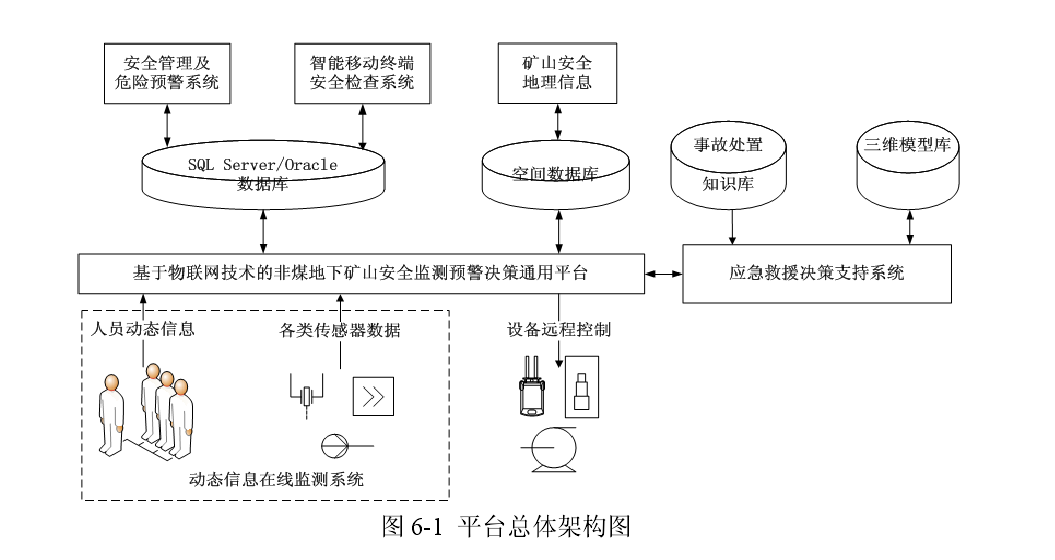 安全管理及
危险预警系统
智能移动终端
安全检查系统
矿山安全
地理信息
SQL Server/Oracle
数据库
空间数据库
事故处置
知识库
三维模型库
基于物联网技术的非煤地下矿山安全监测预警决策通用平台
应急救援决策支持系统
人员动态信息
各类传感器数据
设备远程控制
动态信息在线监测系统
图 6-1 平台总体架构图